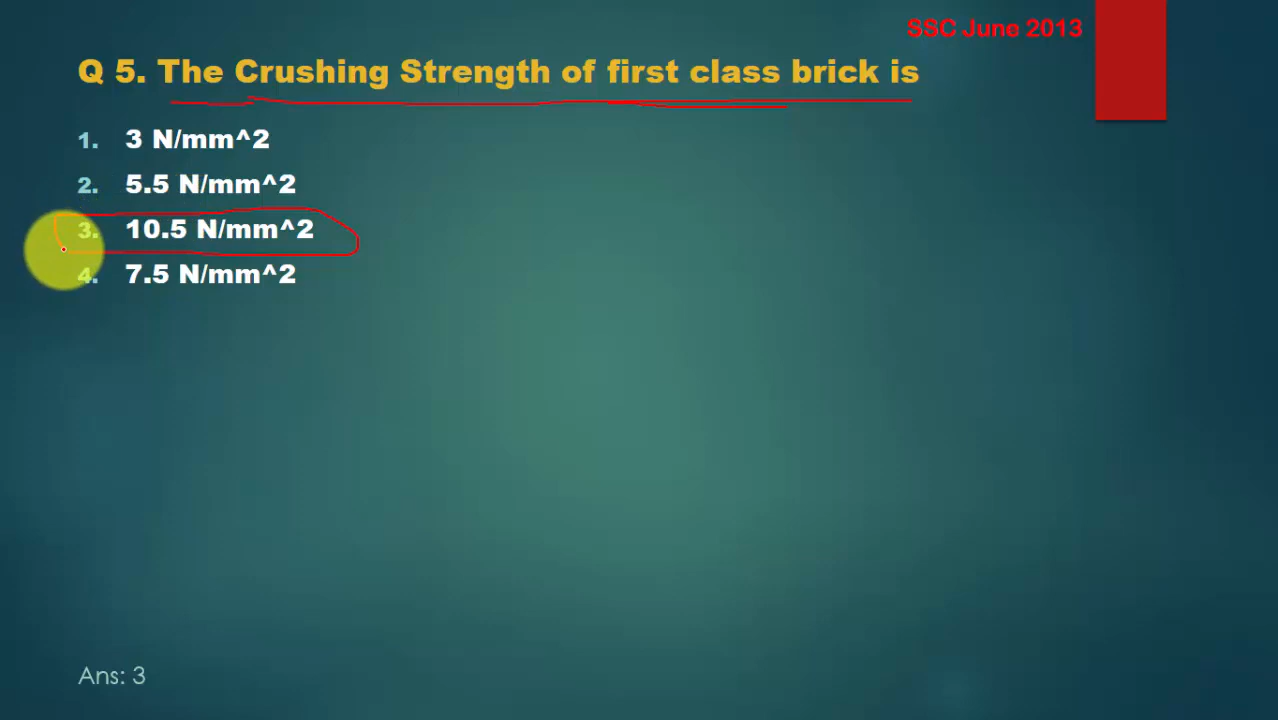 SSC June 2013
Q 5. The Crushing Strength of first class brick is
1. 3 N/mm^2
2. 5.5 N/mm^2
3. 10.5 N/mm^2
4. 7.5 N/mm^2
Ans: 3